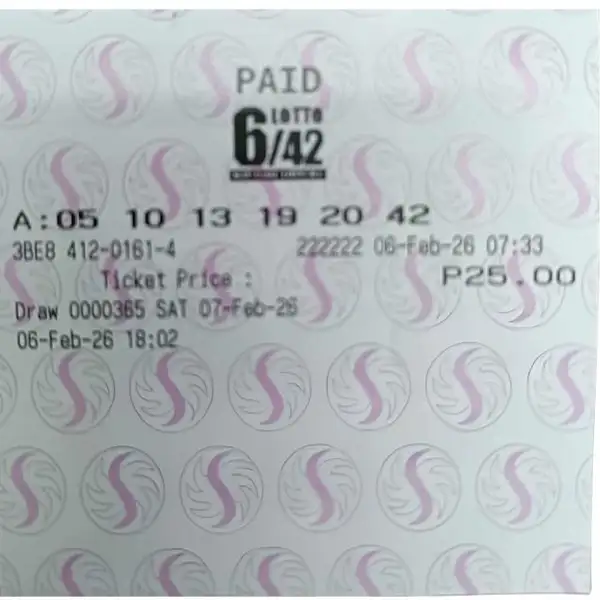 PAID
LOTTO
6/42
A:05 10 13 19 20 42
3BE8 412-0161-4 222222 06-Feb-26 07:33
Ticket Price : P25.00
Draw 0000365 SAT 07-Feb-26
06-Feb-26 18:02